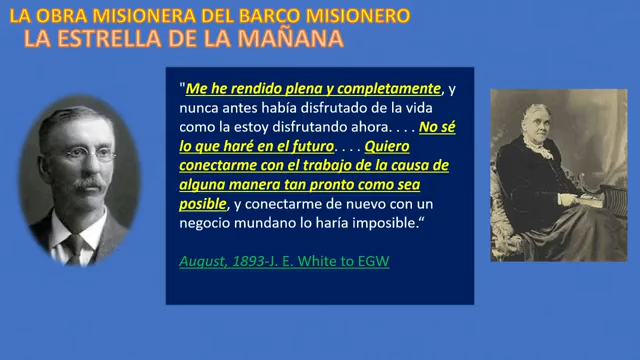 LA OBRA MISIONERA DEL BARCO MISIONERO
LA ESTRELLA DE LA MAÑANA
"Me he rendido plena y completamente, y
nunca antes había disfrutado de la vida
como la estoy disfrutando ahora. . . . No sé
lo que haré en el futuro. . . . Quiero
conectarme con el trabajo de la causa de
alguna manera tan pronto como sea
posible, y conectarme de nuevo con un
negocio mundano lo haría imposible.“
August, 1893-J. E. White to EGW